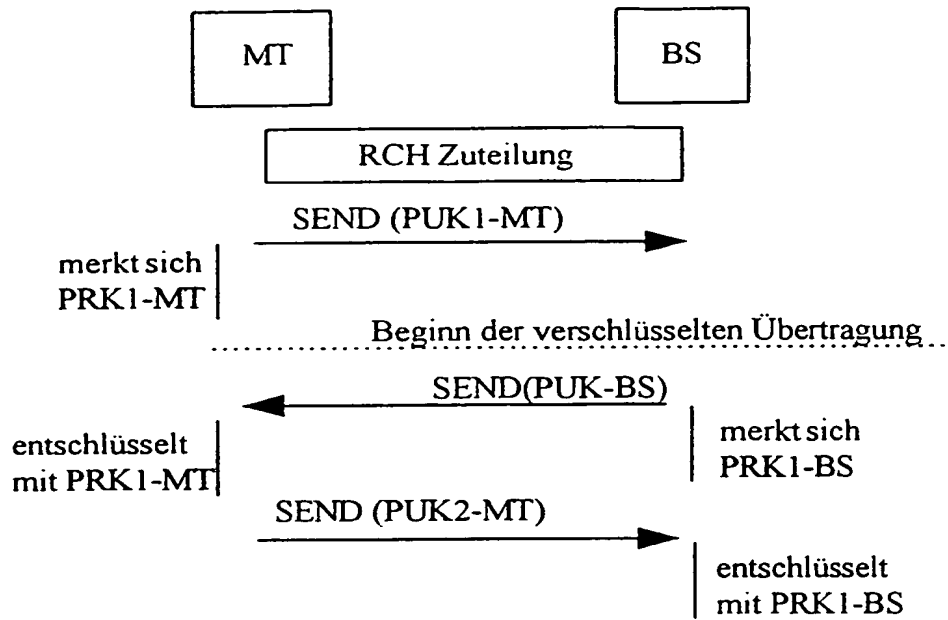 MT
BS
RCH Zuteilung
SEND (PUK1-MT)
merkt sich
PRK1-MT
Beginn der verschlüsselten Übertragung
SEND(PUK-BS)
entschlüsselt
mit PRK1-MT
merkt sich
PRK1-BS
SEND (PUK2-MT)
entschlüsselt
mit PRK1-BS